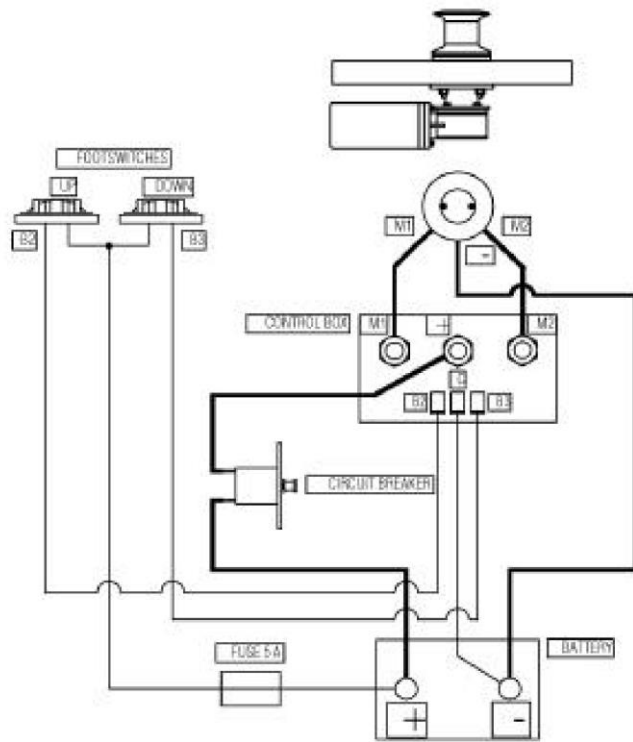 FOOTSWITCHES
UP
DOWN
B2
B3
M1
M2
-
CONTROL BOX
M1
+
M2
B2
B3
CIRCUIT BREAKER
FUSE 5 A
BATTERY
+
-